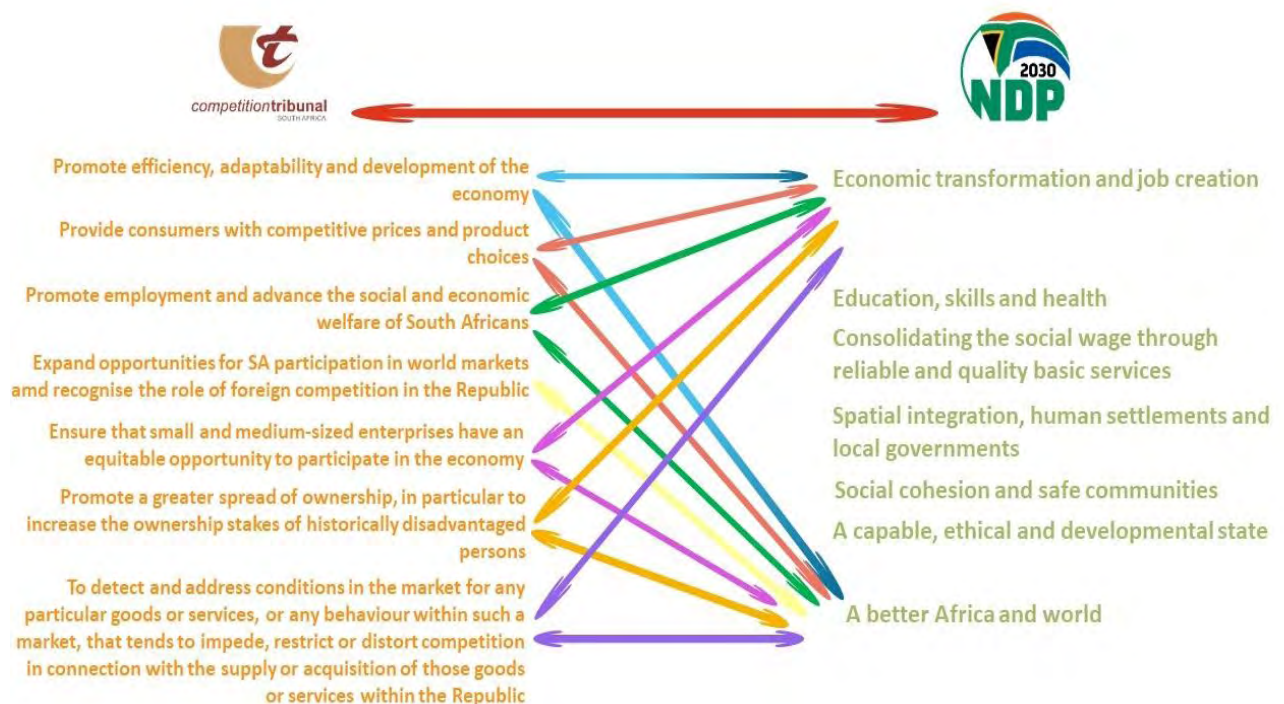 competitiontribunal
SOUTH AFRICA
2030
NDP
Promote efficiency, adaptability and development of the
economy
Provide consumers with competitive prices and product
choices
Promote employment and advance the social and economic
welfare of South Africans
Expand opportunities for SA participation in world markets
amd recognise the role of foreign competition in the Republic
Ensure that small and medium-sized enterprises have an
equitable opportunity to participate in the economy
Promote a greater spread of ownership, in particular to
increase the ownership stakes of historically disadvantaged
persons
To detect and address conditions in the market for any
particular goods or services, or any behaviour within such a
market, that tends to impede, restrict or distort competition
in connection with the supply or acquisition of those goods
or services within the Republic
Economic transformation and job creation
Education, skills and health
Consolidating the social wage through
reliable and quality basic services
Spatial integration, human settlements and
local governments
Social cohesion and safe communities
A capable, ethical and developmental state
A better Africa and world